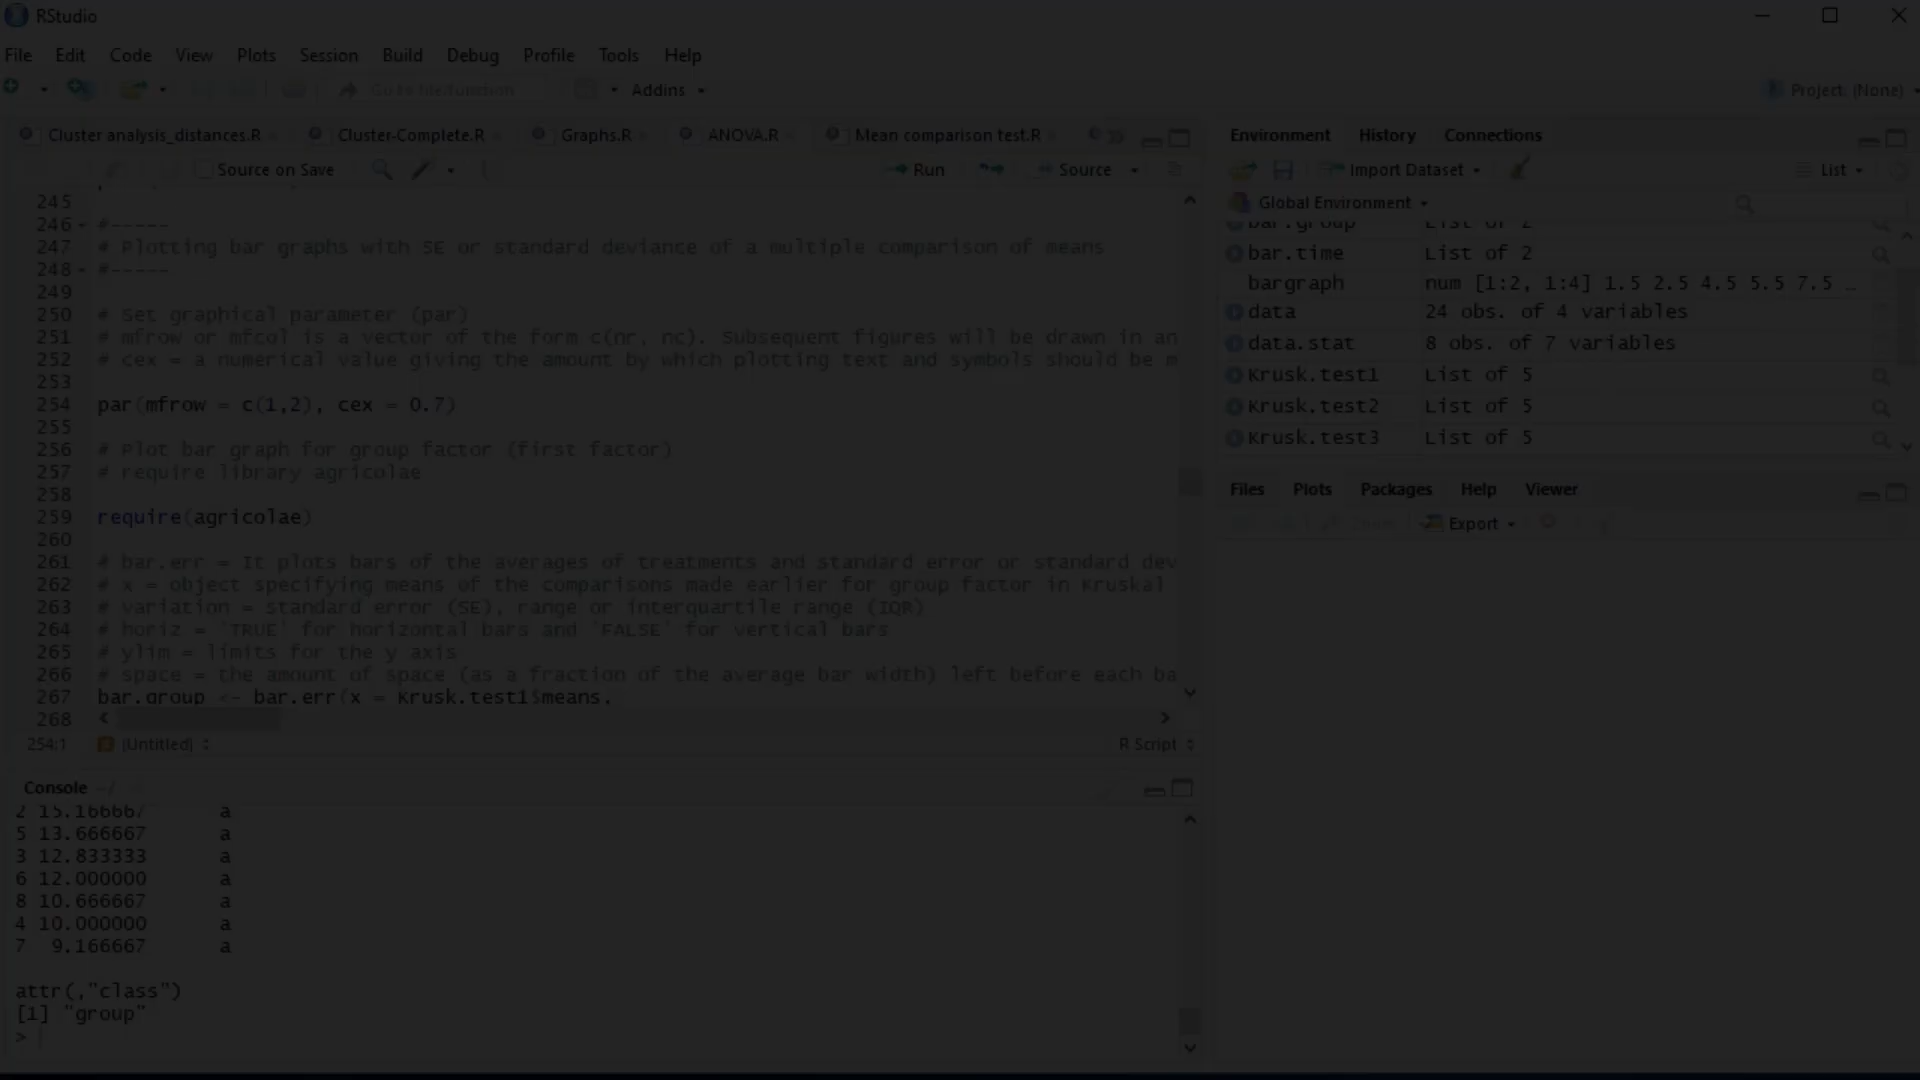 RStudio
File Edit Code View Plots Session Build Debug Profile Tools Help
Go to file/function Addins Project: (None)
Cluster analysis_distances.R Cluster-Complete.R Graphs.R ANOVA.R Mean comparison test.R
Source on Save Run Source
245
246 #-----
247 # Plotting bar graphs with SE or standard deviance of a multiple comparison of means
248 #-----
249
250 # Set graphical parameter (par)
251 # mfrow or mfcol is a vector of the form c(nr, nc). Subsequent figures will be drawn in an
252 # cex = a numerical value giving the amount by which plotting text and symbols should be m
253
254 par(mfrow = c(1,2), cex = 0.7)
255
256 # Plot bar graph for group factor (first factor)
257 # require library agricolae
258
259 require(agricolae)
260
261 # bar.err = It plots bars of the averages of treatments and standard error or standard dev
262 # x = object specifying means of the comparisons made earlier for group factor in Kruskal
263 # variation = standard error (SE), range or interquartile range (IQR)
264 # horiz = 'TRUE' for horizontal bars and 'FALSE' for vertical bars
265 # ylim = limits for the y axis
266 # space = the amount of space (as a fraction of the average bar width) left before each ba
267 bar.group <- bar.err(x = Krusk.test1$means,
268
254:1 (Untitled) R Script
Console ~/
2 15.166667 a
5 13.666667 a
3 12.833333 a
6 12.000000 a
8 10.666667 a
4 10.000000 a
7 9.166667 a
attr(,"class")
[1] "group"
>
Environment History Connections
Import Dataset List
Global Environment
bar.group List of 2
bar.time List of 2
bargraph num [1:2, 1:4] 1.5 2.5 4.5 5.5 7.5 …
data 24 obs. of 4 variables
data.stat 8 obs. of 7 variables
Krusk.test1 List of 5
Krusk.test2 List of 5
Krusk.test3 List of 5
Files Plots Packages Help Viewer
Zoom Export